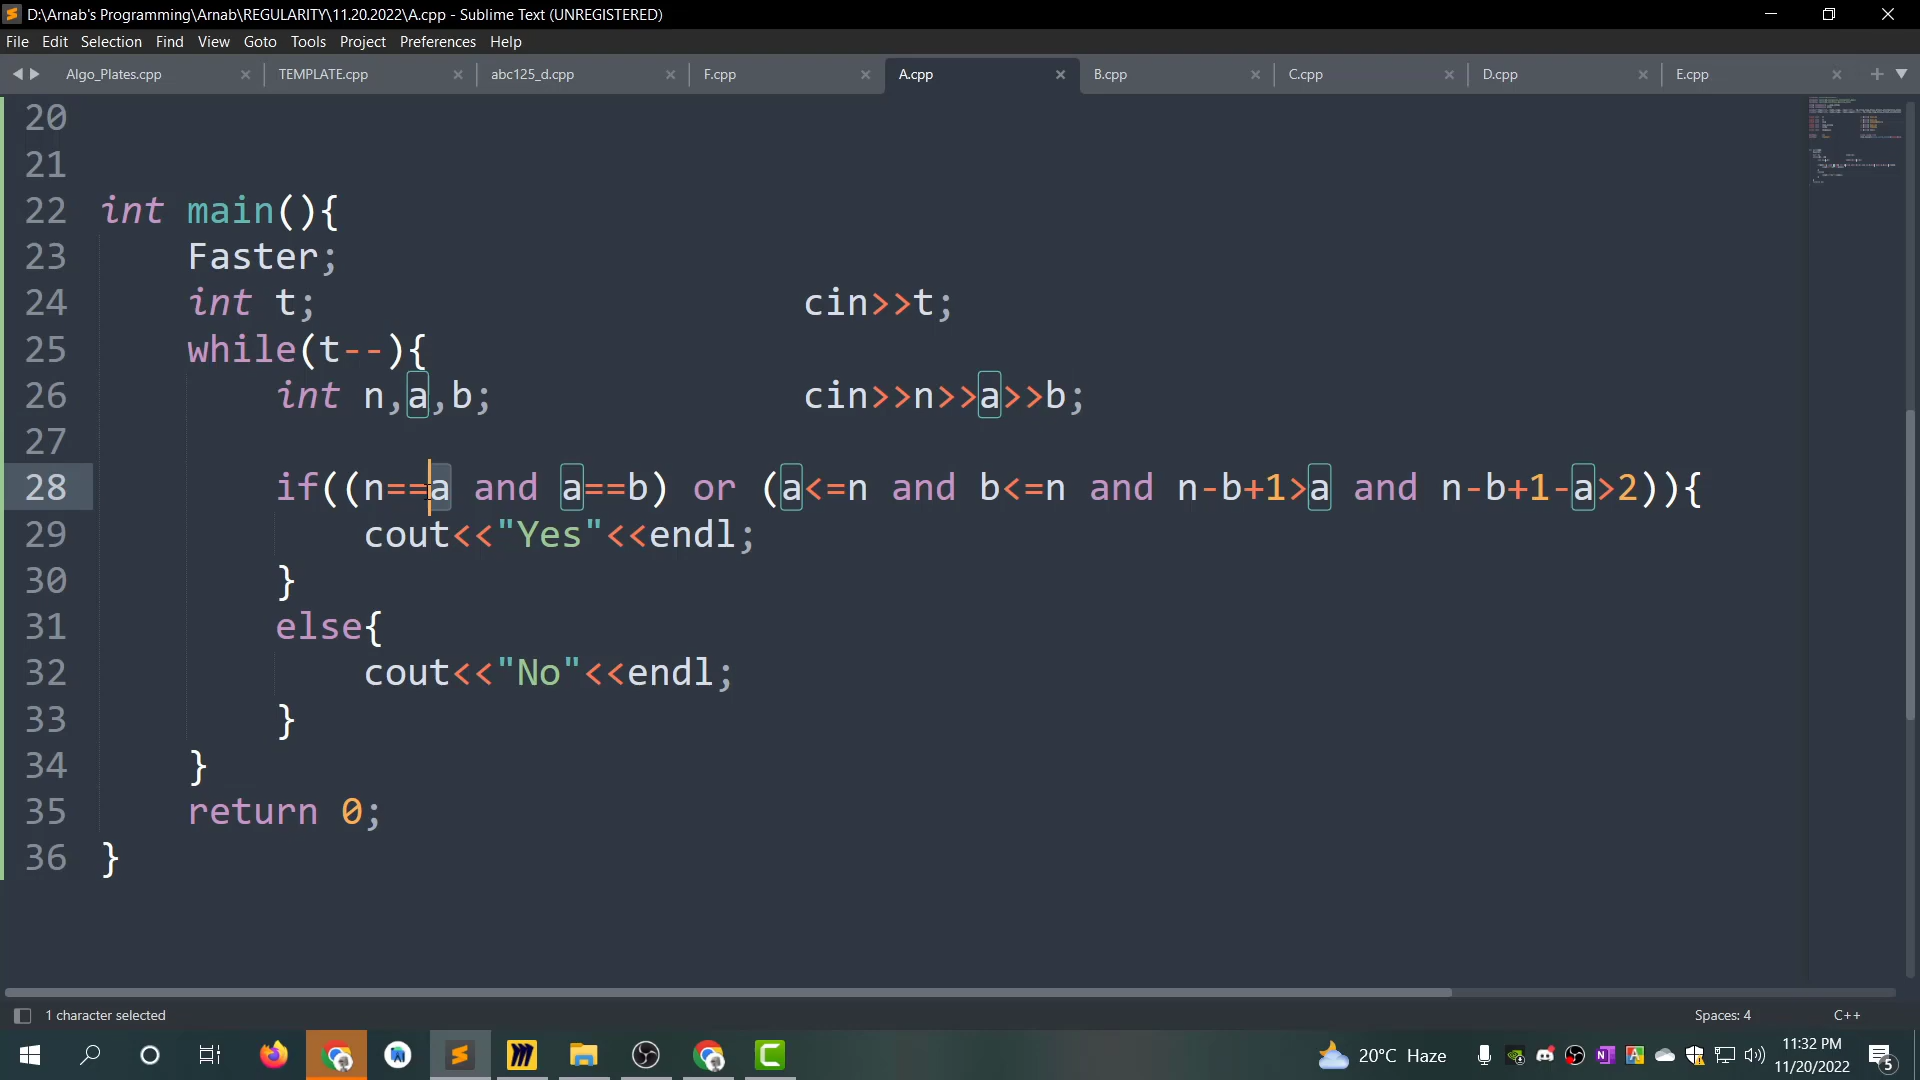 D:\Arnab's Programming\Arnab\REGULARITY\11.20.2022\A.cpp - Sublime Text (UNREGISTERED)
File Edit Selection Find View Goto Tools Project Preferences Help
Algo_Plates.cpp TEMPLATE.cpp abc125_d.cpp F.cpp A.cpp B.cpp C.cpp D.cpp E.cpp
20
21
22 int main(){
23 Faster;
24 int t; cin>>t;
25 while(t--){
26 int n,a,b; cin>>n>>a>>b;
27
28 if((n==a and a==b) or (a<=n and b<=n and n-b+1>a and n-b+1-a>2)){
29 cout<<"Yes"<<endl;
30 }
31 else{
32 cout<<"No"<<endl;
33 }
34 }
35 return 0;
36 }
1 character selected Spaces: 4 C++
20°C Haze 11:32 PM
11/20/2022 5